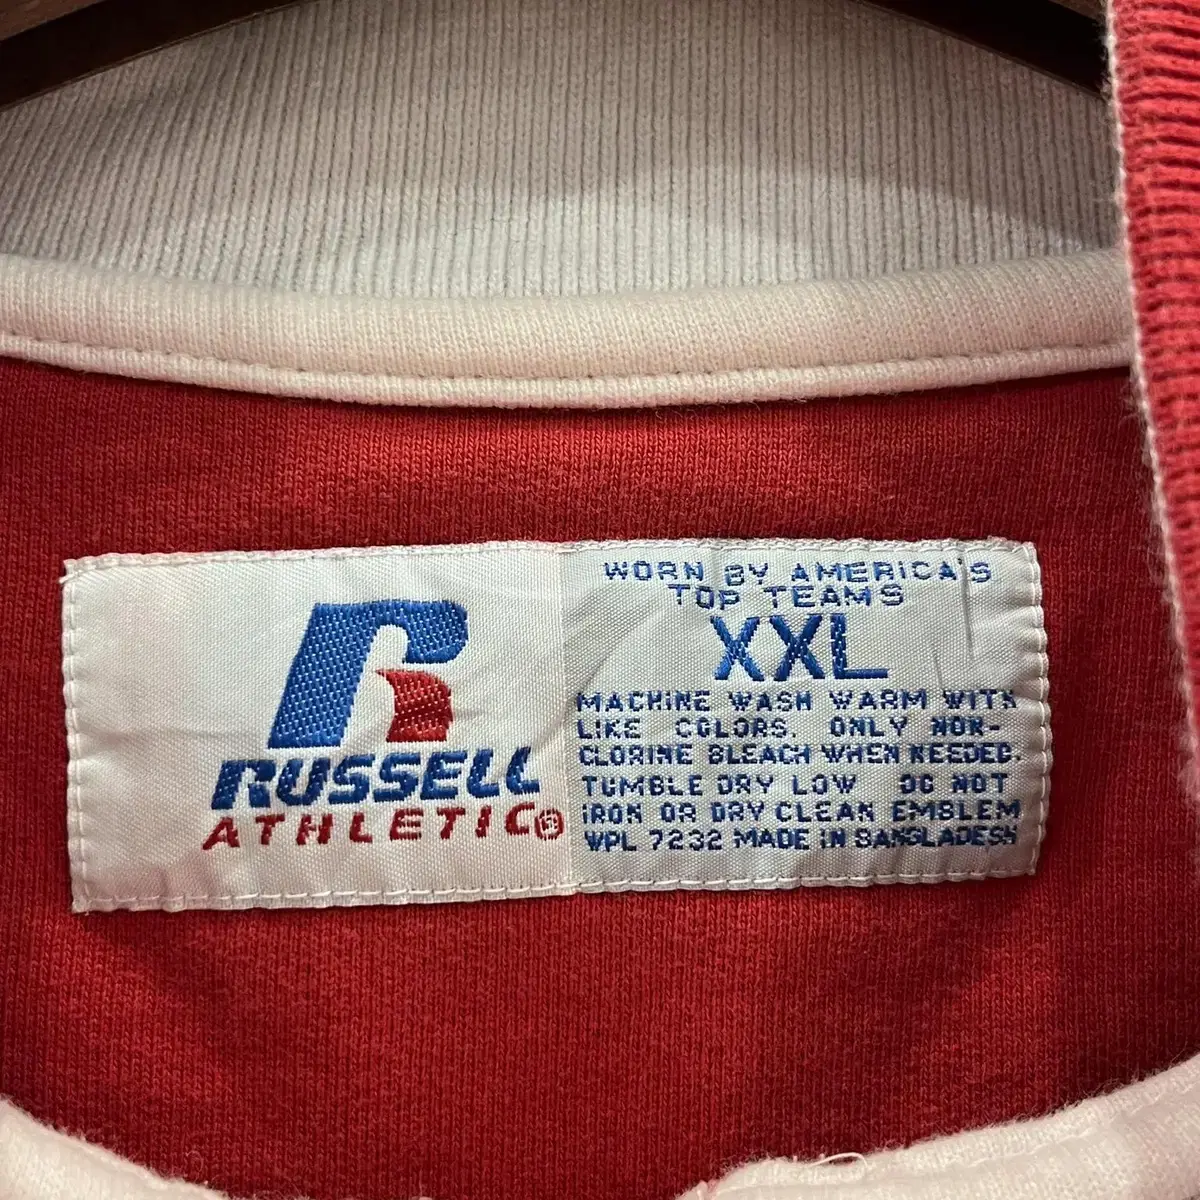 RUSSELL
ATHLETIC®
WORN BY AMERICA'S
TOP TEAMS
XXL
MACHINE WASH WARM WITH
LIKE COLORS. ONLY NON-
CLORINE BLEACH WHEN NEEDED.
TUMBLE DRY LOW DO NOT
IRON OR DRY CLEAN EMBLEM
WPL 7232 MADE IN BANGLADESH